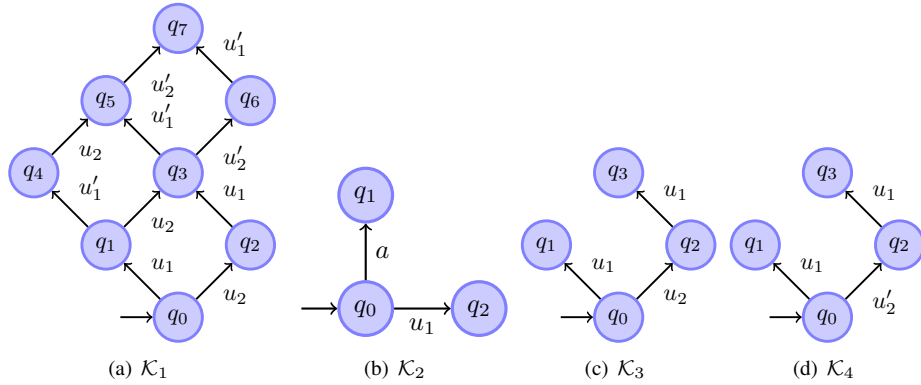 q₇
u′₁
q₅ u′₂ q₆
u′₁
u₂ u′₂
q₄ q₃
u′₁ u₁
q₁ u₂ q₂
u₁ u₂
q₀
(a) 𝒦₁
q₁
a
q₀ q₂
u₁
(b) 𝒦₂
q₃
u₁
q₁ q₂
u₁ u₂
q₀
(c) 𝒦₃
q₃
u₁
q₁ q₂
u₁ u′₂
q₀
(d) 𝒦₄